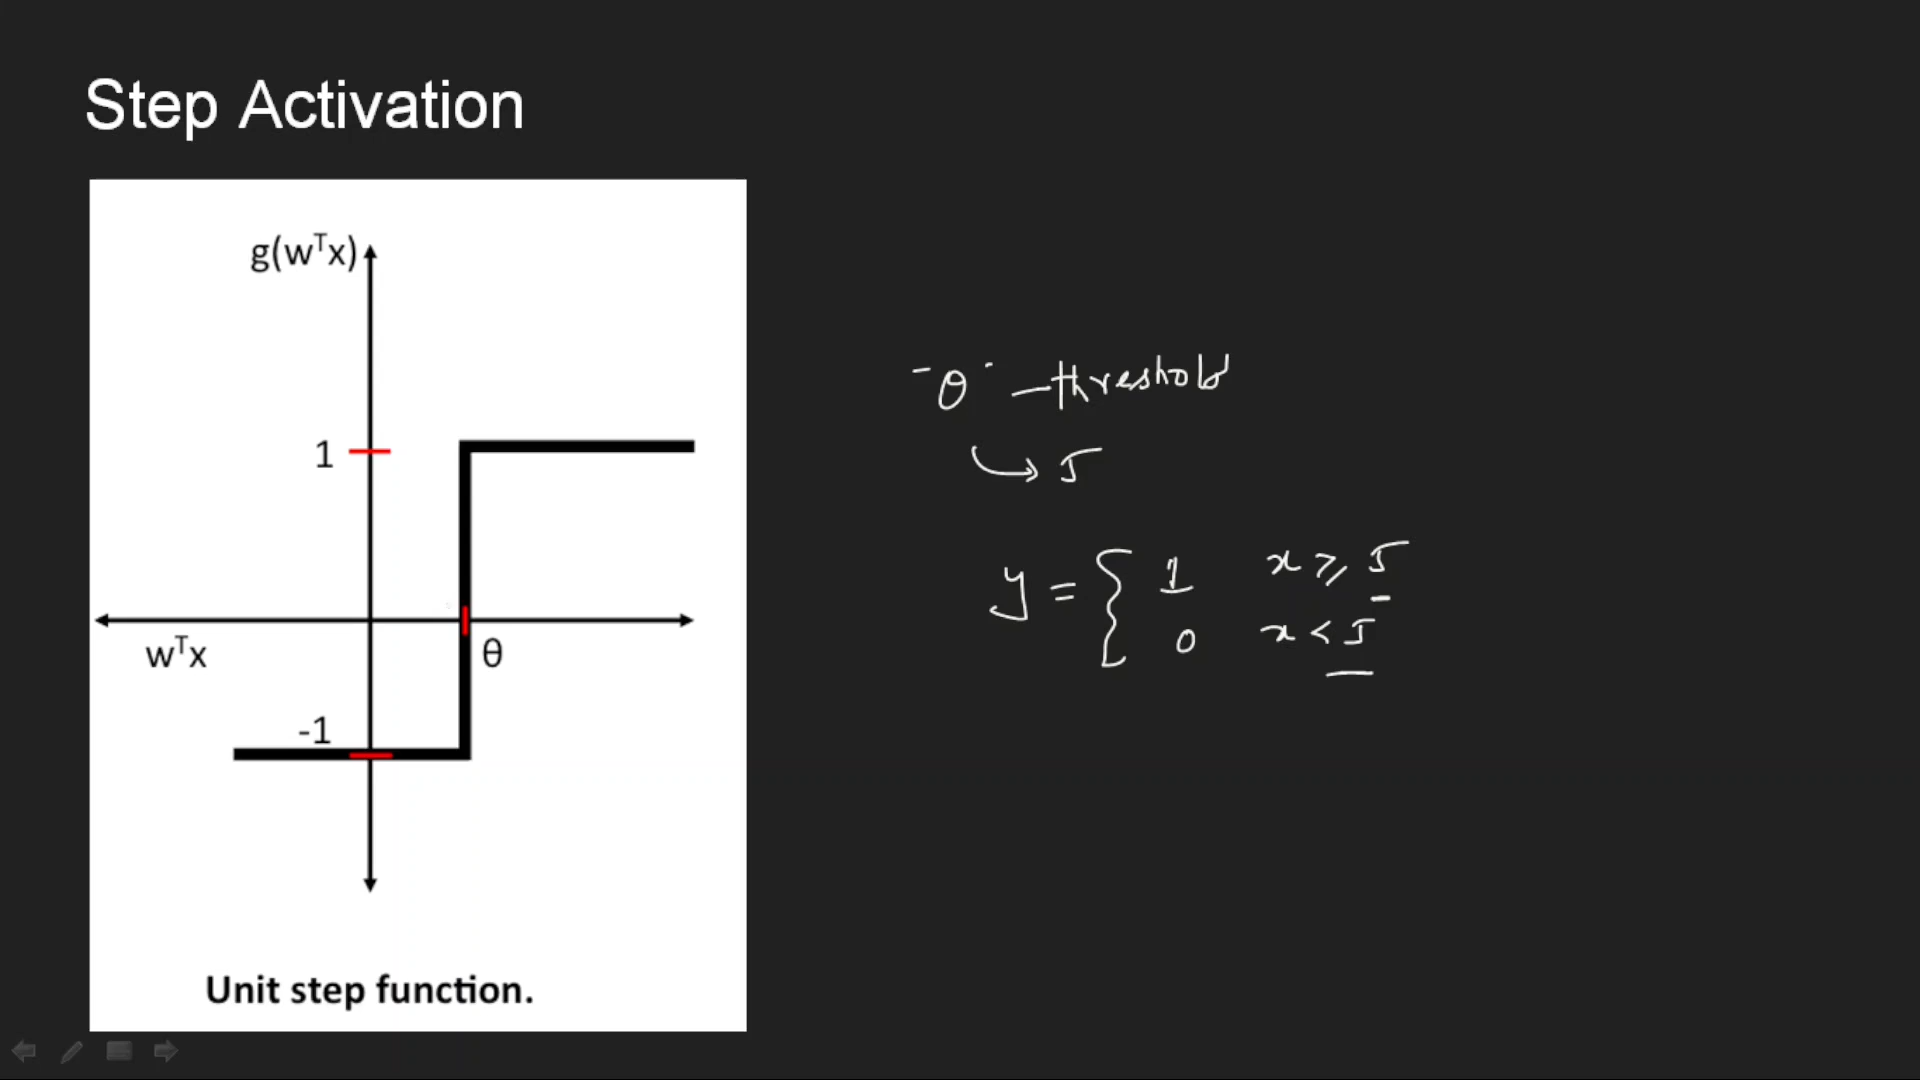 Step Activation
g(wᵀx)
1
wᵀx
θ
-1
Unit step function.
"θ" — threshold
↳ 5
y = { 1 x ≥ 5
0 x < 5